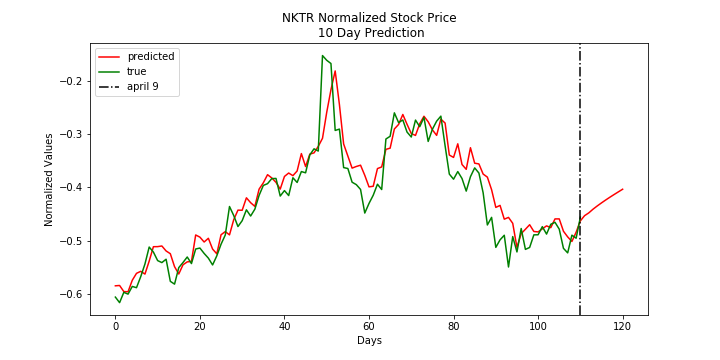 NKTR Normalized Stock Price
10 Day Prediction
predicted
true
april 9
Normalized Values
−0.2
−0.3
−0.4
−0.5
−0.6
0 20 40 60 80 100 120
Days